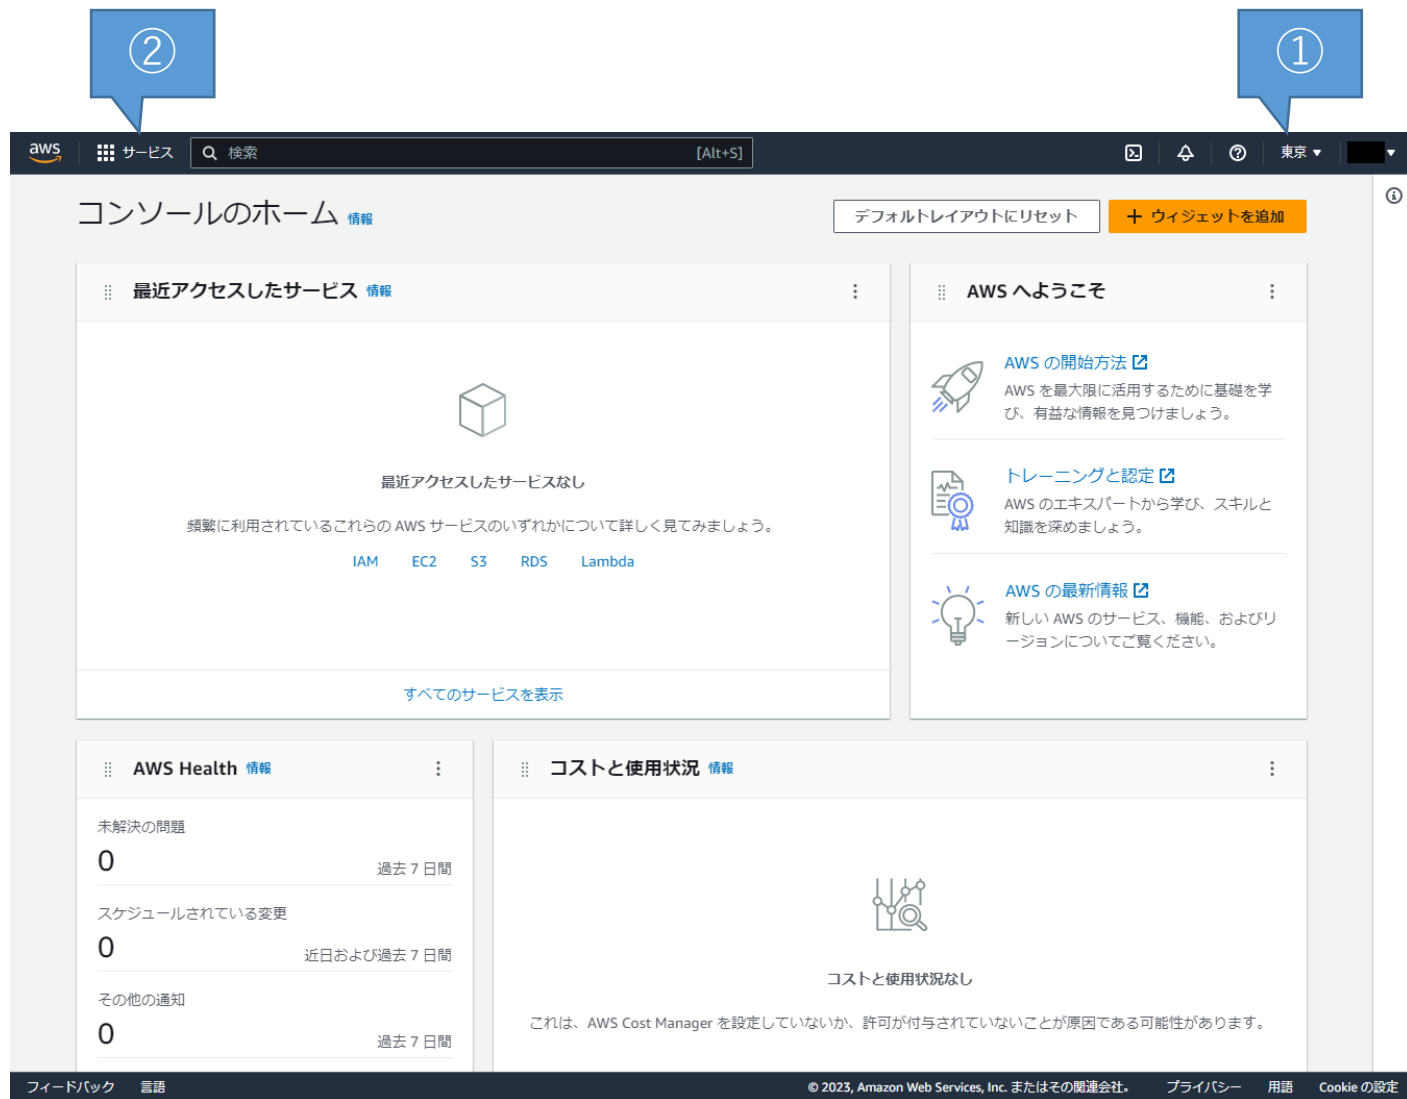 ②
①
aws
サービス
検索
[Alt+S]
東京 ▼
コンソールのホーム 情報
デフォルトレイアウトにリセット
＋ ウィジェットを追加
最近アクセスしたサービス 情報
最近アクセスしたサービスなし
頻繁に利用されているこれらの AWS サービスのいずれかについて詳しく見てみましょう。
IAM EC2 S3 RDS Lambda
すべてのサービスを表示
AWS へようこそ
AWS の開始方法
AWS を最大限に活用するために基礎を学
び、有益な情報を見つけましょう。
トレーニングと認定
AWS のエキスパートから学び、スキルと
知識を深めましょう。
AWS の最新情報
新しい AWS のサービス、機能、およびリ
ージョンについてご覧ください。
AWS Health 情報
未解決の問題
0
過去 7 日間
スケジュールされている変更
0
近日および過去 7 日間
その他の通知
0
過去 7 日間
コストと使用状況 情報
コストと使用状況なし
これは、AWS Cost Manager を設定していないか、許可が付与されていないことが原因である可能性があります。
フィードバック 言語
© 2023, Amazon Web Services, Inc. またはその関連会社。 プライバシー 用語 Cookie の設定